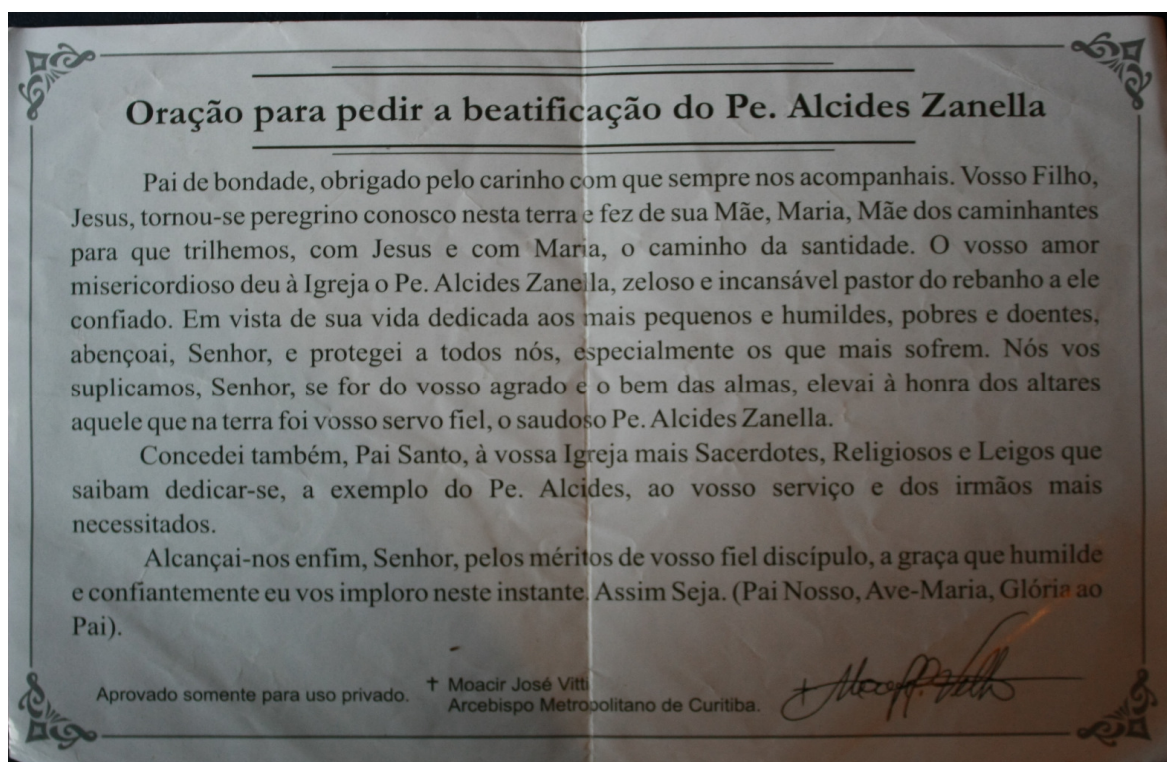 Oração para pedir a beatificação do Pe. Alcides Zanella
Pai de bondade, obrigado pelo carinho com que sempre nos acompanhais. Vosso Filho,
Jesus, tornou-se peregrino conosco nesta terra e fez de sua Mãe, Maria, Mãe dos caminhantes
para que trilhemos, com Jesus e com Maria, o caminho da santidade. O vosso amor
misericordioso deu à Igreja o Pe. Alcides Zanella, zeloso e incansável pastor do rebanho a ele
confiado. Em vista de sua vida dedicada aos mais pequenos e humildes, pobres e doentes,
abençoai, Senhor, e protegei a todos nós, especialmente os que mais sofrem. Nós vos
suplicamos, Senhor, se for do vosso agrado e o bem das almas, elevai à honra dos altares
aquele que na terra foi vosso servo fiel, o saudoso Pe. Alcides Zanella.
Concedei também, Pai Santo, à vossa Igreja mais Sacerdotes, Religiosos e Leigos que
saibam dedicar-se, a exemplo do Pe. Alcides, ao vosso serviço e dos irmãos mais
necessitados.
Alcançai-nos enfim, Senhor, pelos méritos de vosso fiel discípulo, a graça que humilde
e confiantemente eu vos imploro neste instante. Assim Seja. (Pai Nosso, Ave-Maria, Glória ao
Pai).
Aprovado somente para uso privado.
† Moacir José Vitti
Arcebispo Metropolitano de Curitiba.